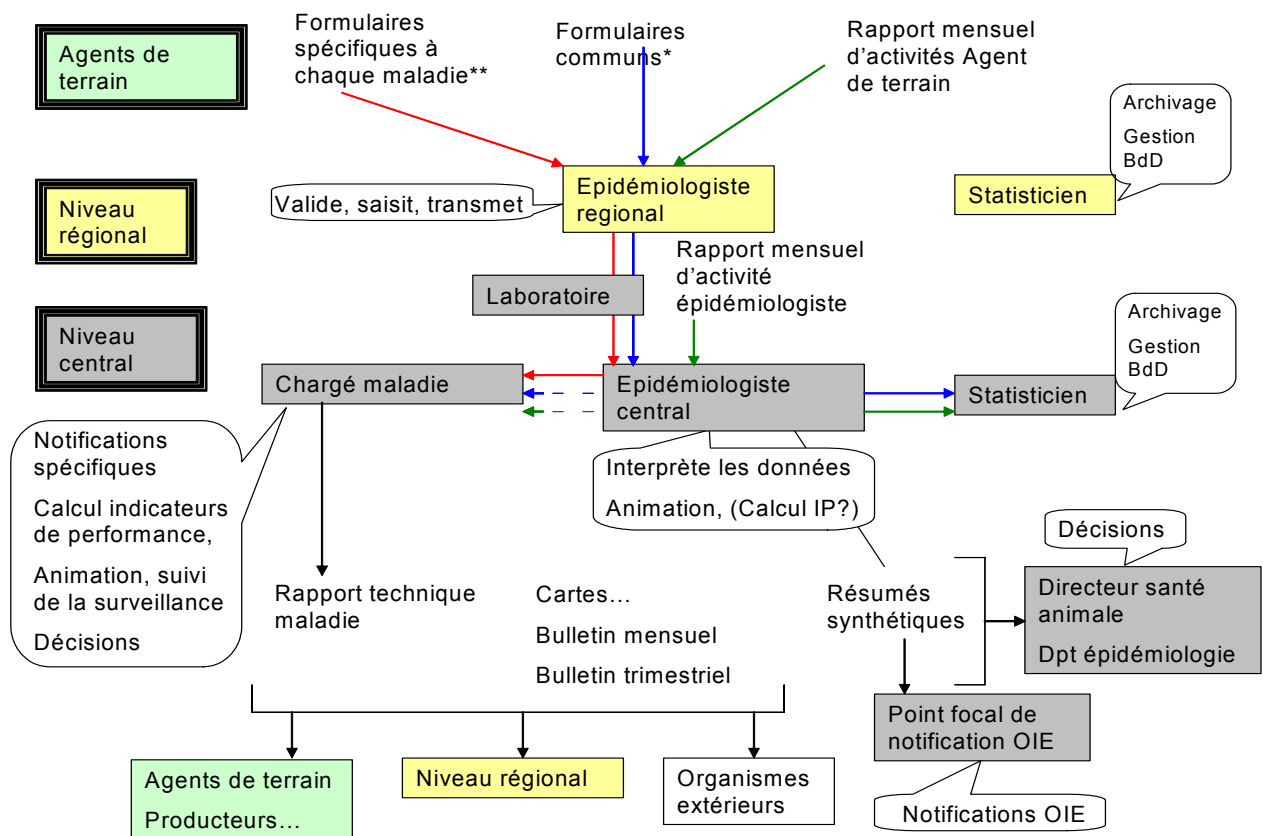 Agents de
terrain
Formulaires
spécifiques à
chaque maladie**
Formulaires
communs*
Rapport mensuel
d'activités Agent
de terrain
Archivage
Gestion
BdD
Niveau
régional
Valide, saisit, transmet
Epidémiologiste
regional
Statisticien
Rapport mensuel
d'activité
épidémiologiste
Laboratoire
Niveau
central
Archivage
Gestion
BdD
Chargé maladie
Epidémiologiste
central
Statisticien
Notifications
spécifiques
Calcul indicateurs
de performance,
Animation, suivi
de la surveillance
Décisions
Interprète les données
Animation, (Calcul IP?)
Décisions
Rapport technique
maladie
Cartes…
Bulletin mensuel
Bulletin trimestriel
Résumés
synthétiques
Directeur santé
animale
Dpt épidémiologie
Point focal de
notification OIE
Agents de terrain
Producteurs…
Niveau régional
Organismes
extérieurs
Notifications OIE